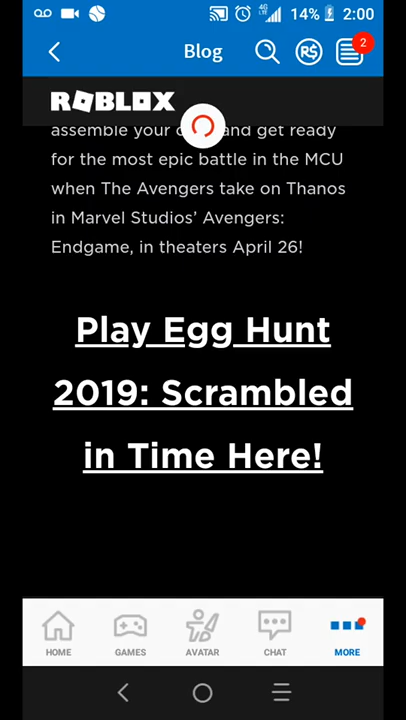 4G
LTE
14%
2:00
Blog
R$
2
ROBLOX
assemble your and get ready
for the most epic battle in the MCU
when The Avengers take on Thanos
in Marvel Studios’ Avengers:
Endgame, in theaters April 26!
Play Egg Hunt
2019: Scrambled
in Time Here!
HOME
GAMES
AVATAR
CHAT
MORE